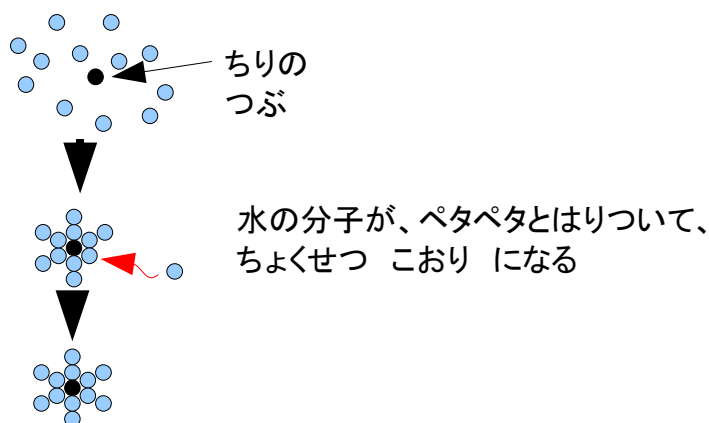 ちりの
つぶ
水の分子が、ペタペタとはりついて、
ちょくせつ　こおり　になる